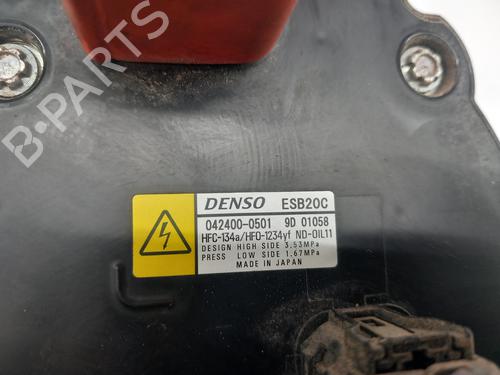 B-PARTS
DENSO ESB20C
042400-0501 9D 01058
HFC-134a/HFO-1234yf ND-OIL11
DESIGN HIGH SIDE 3.53MPa
PRESS LOW SIDE 1.67MPa
MADE IN JAPAN